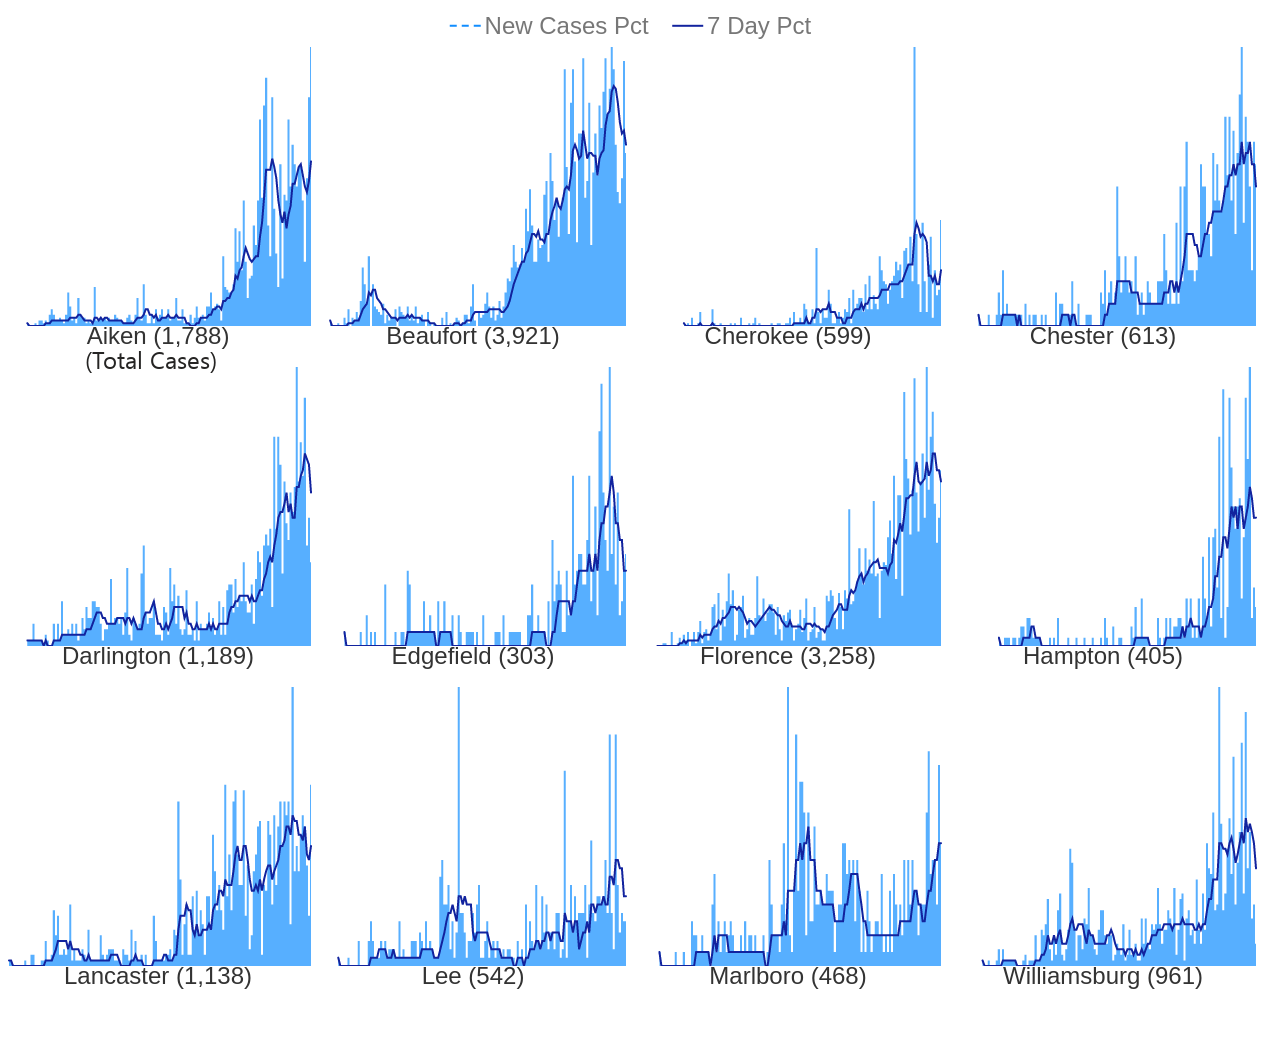 New Cases Pct 7 Day Pct
Aiken (1,788) Beaufort (3,921) Cherokee (599) Chester (613)
(Total Cases)
Darlington (1,189) Edgefield (303) Florence (3,258) Hampton (405)
Lancaster (1,138) Lee (542) Marlboro (468) Williamsburg (961)